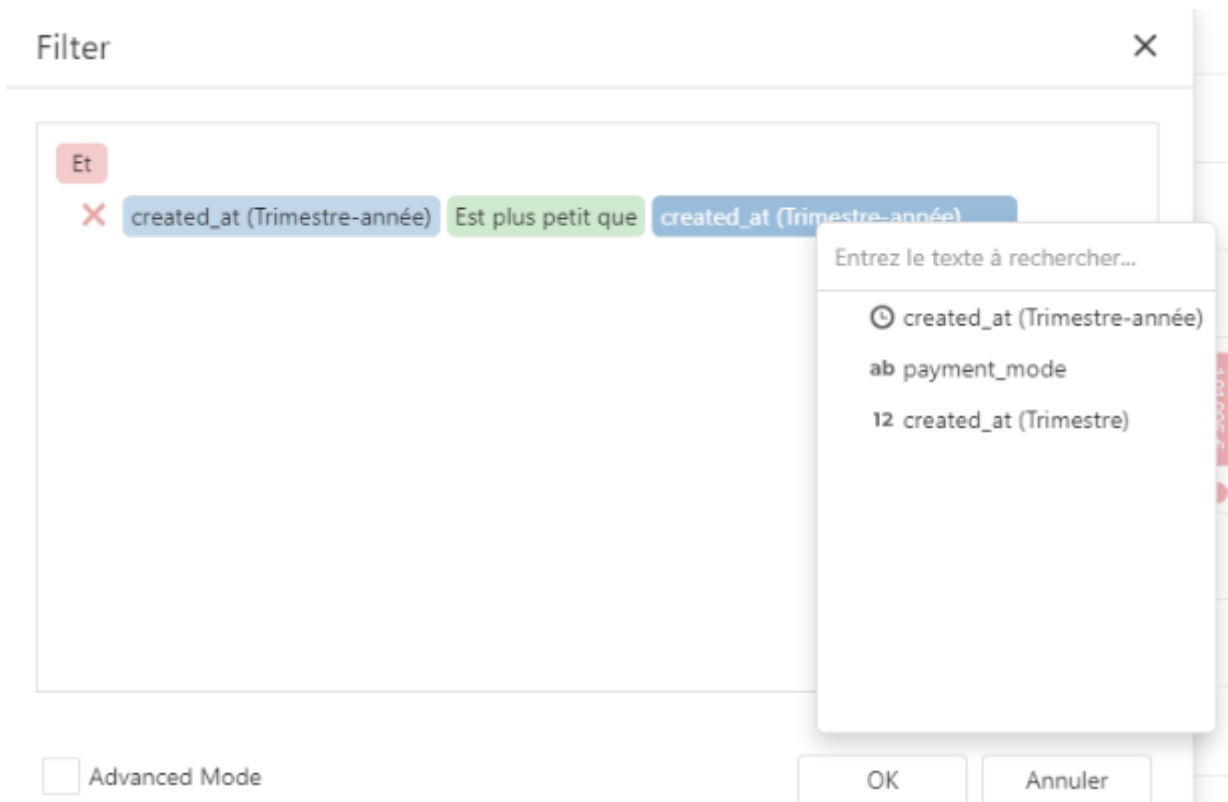 Filter
Et
created_at (Trimestre-année) Est plus petit que created_at (Trimestre-année)
Entrez le texte à rechercher...
created_at (Trimestre-année)
ab payment_mode
12 created_at (Trimestre)
Advanced Mode
OK
Annuler